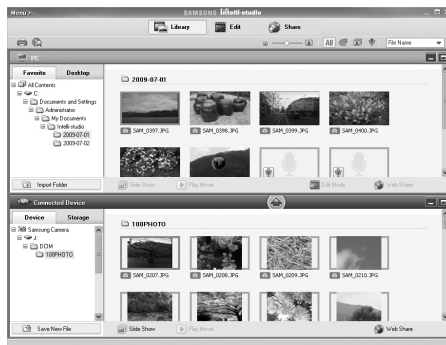 Menu >
SAMSUNG intelli-studio
Library
Edit
Share
All
File Name
PC
Favorite
Desktop
All Contents
C:
Documents and Settings
Administrator
My Documents
Intelli-studio
2009-07-01
2009-07-02
2009-07-01
SAM_0397.JPG
SAM_0398.JPG
SAM_0399.JPG
SAM_0400.JPG
Import Folder
Slide Show
Play Movie
Edit Mode
Web Share
Connected Device
Device
Storage
Samsung Camera
J:
DCIM
100PHOTO
100PHOTO
SAM_0207.JPG
SAM_0208.JPG
SAM_0209.JPG
SAM_0210.JPG
Save New File
Slide Show
Play Movie
Web Share